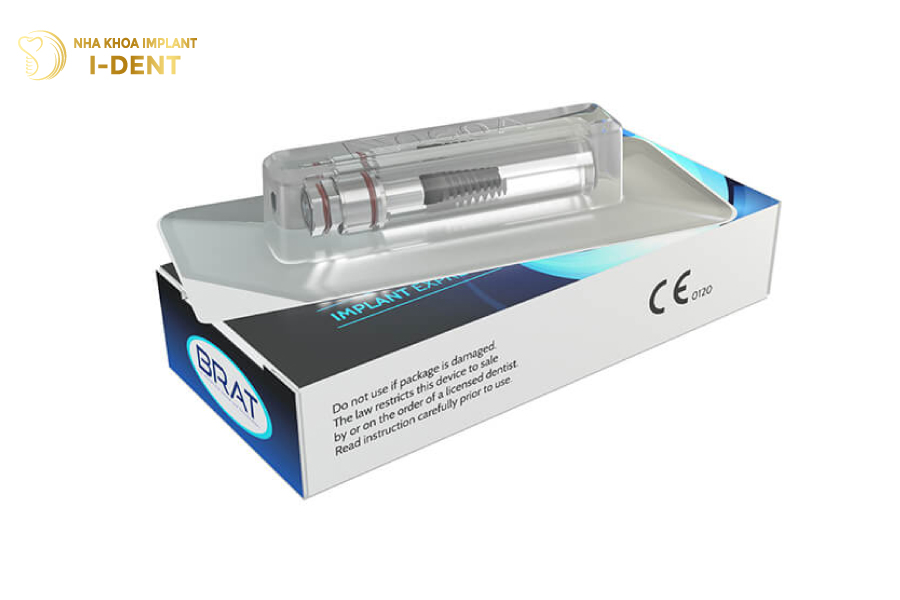 NHA KHOA IMPLANT
I-DENT
CE 0120
BRAT
Do not use if package is damaged.
The law restricts this device to sale
by or on the order of a licensed dentist.
Read instruction carefully prior to use.
IMPLANT